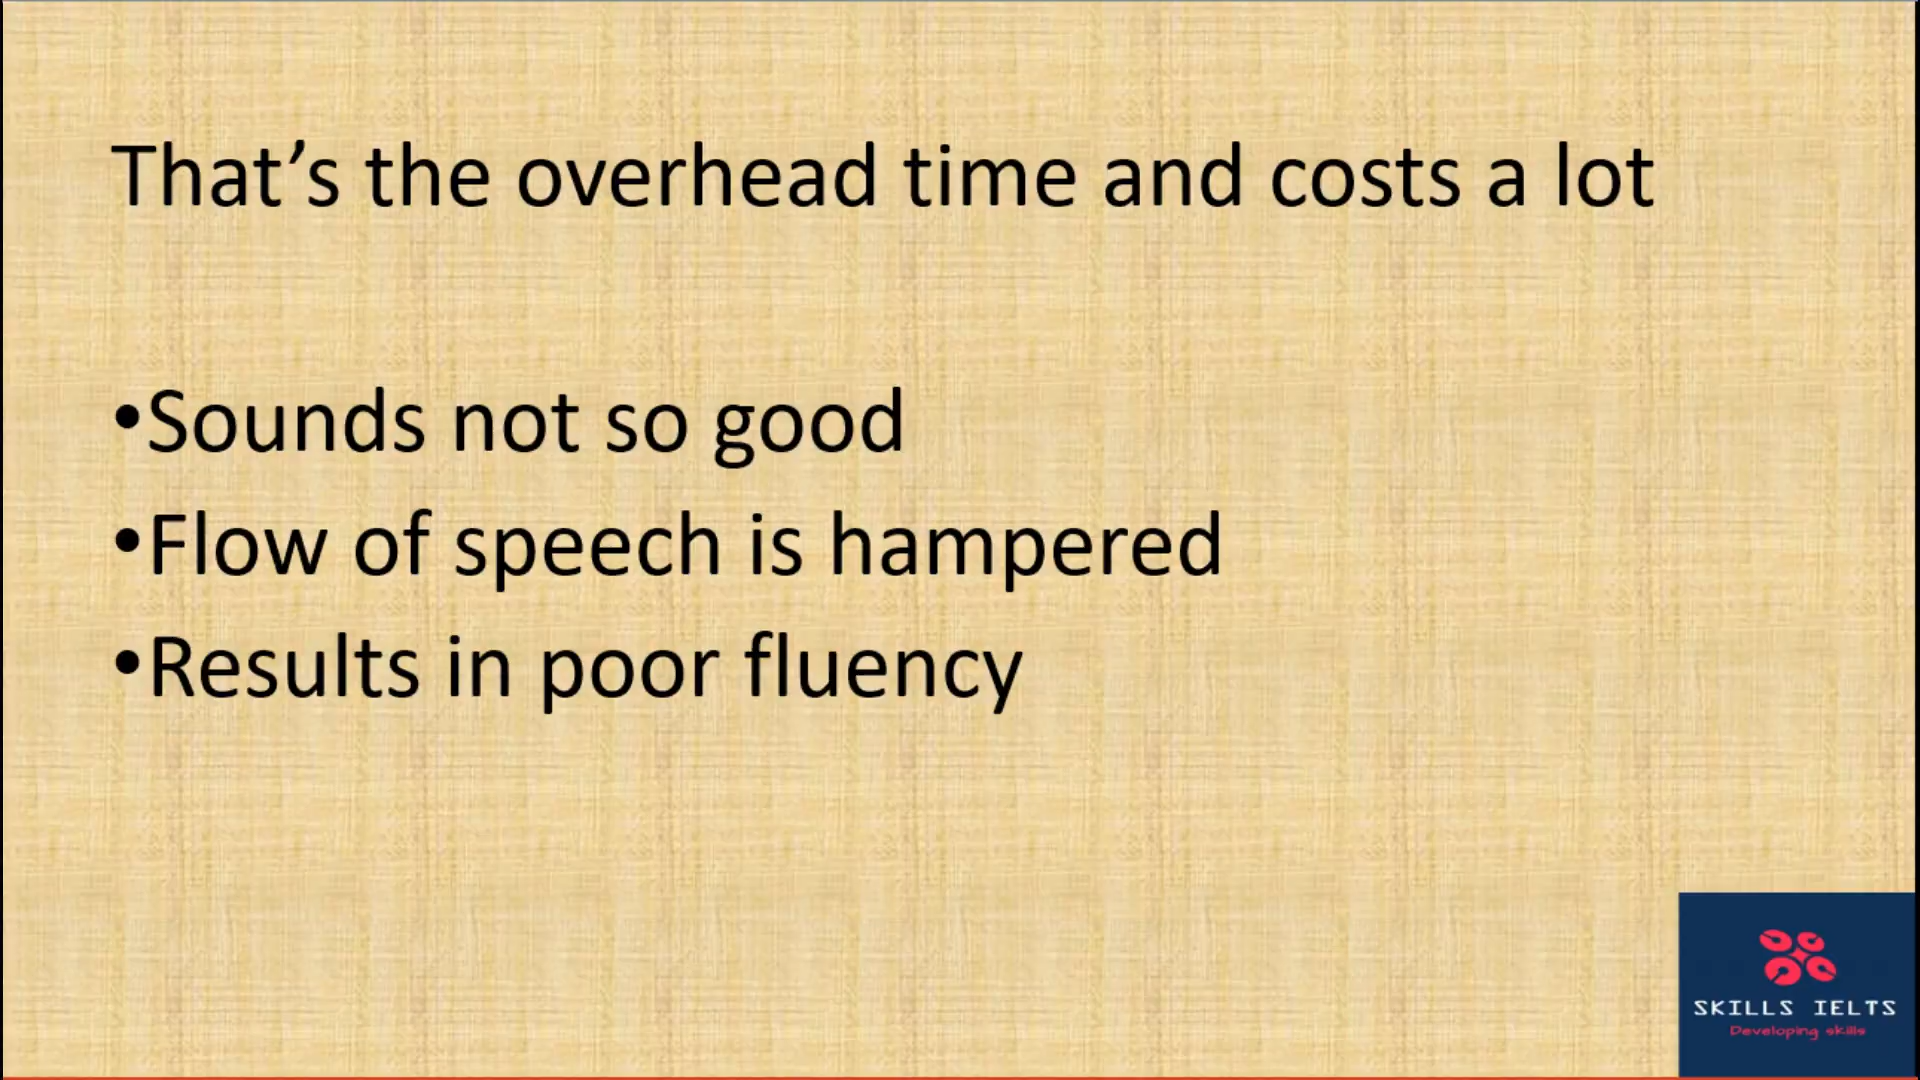 That’s the overhead time and costs a lot
•Sounds not so good
•Flow of speech is hampered
•Results in poor fluency
SKILLS IELTS
Developing skills